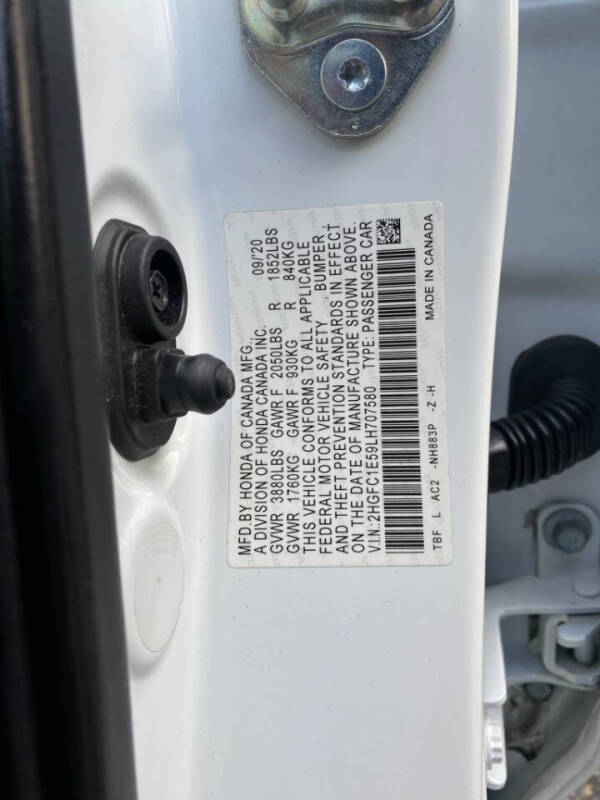 MFD.BY HONDA OF CANADA MFG., 09/20
A DIVISION OF HONDA CANADA INC.
GVWR 3880LBS GAWR F 2050LBS R 1852LBS
GVWR 1760KG GAWR F 930KG R 840KG
THIS VEHICLE CONFORMS TO ALL APPLICABLE
FEDERAL MOTOR VEHICLE SAFETY , BUMPER,
AND THEFT PREVENTION STANDARDS IN EFFECT
ON THE DATE OF MANUFACTURE SHOWN ABOVE.
V.I.N.:2HGFC1E59LH707580 TYPE: PASSENGER CAR
TBF L AC2 -NH883P -Z -H MADE IN CANADA